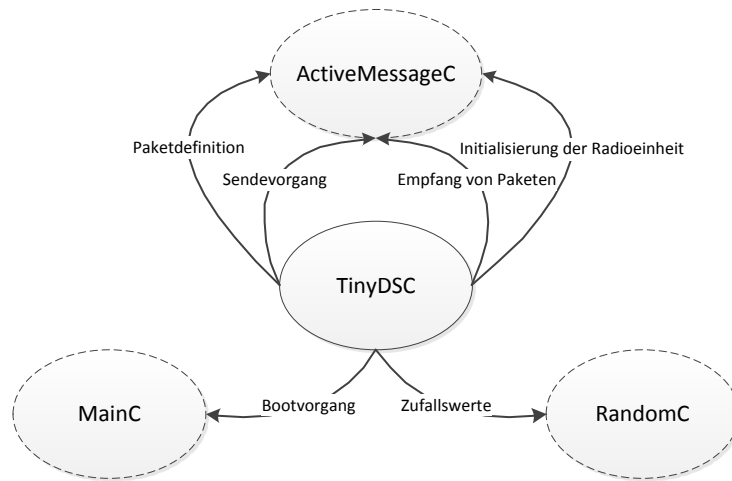 ActiveMessageC
Paketdefinition
Initialisierung der Radioeinheit
Sendevorgang
Empfang von Paketen
TinyDSC
MainC
Bootvorgang
Zufallswerte
RandomC